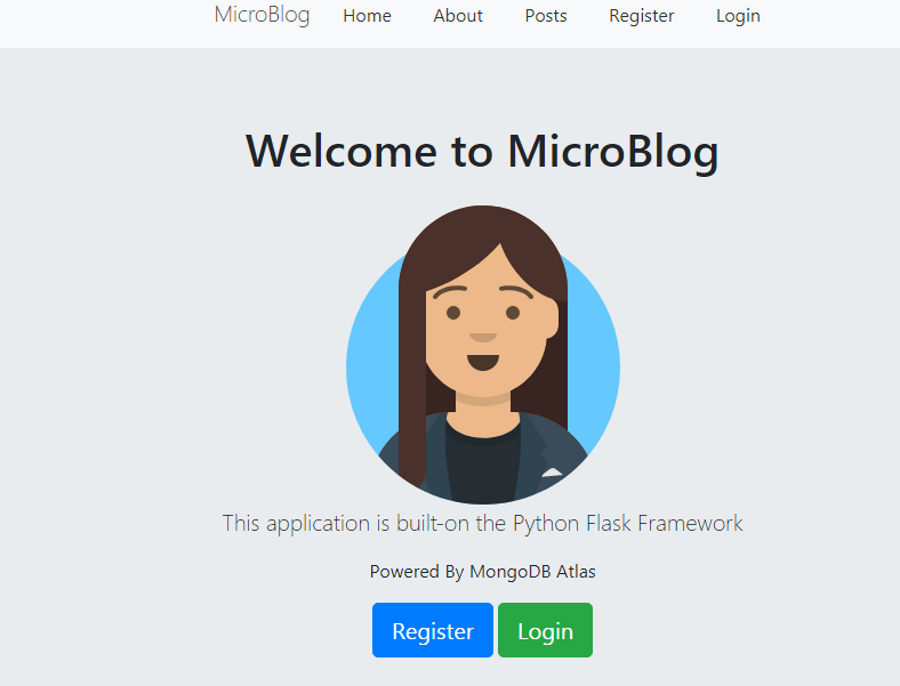 MicroBlog Home About Posts Register Login
Welcome to MicroBlog
This application is built-on the Python Flask Framework
Powered By MongoDB Atlas
Register Login